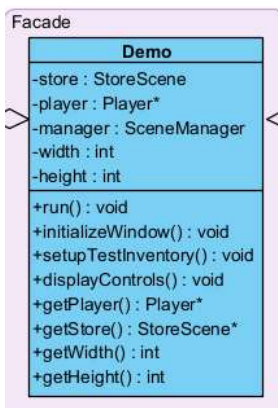 Facade
Demo
-store : StoreScene
-player : Player*
-manager : SceneManager
-width : int
-height : int
+run() : void
+initializeWindow() : void
+setupTestInventory() : void
+displayControls() : void
+getPlayer() : Player*
+getStore() : StoreScene*
+getWidth() : int
+getHeight() : int